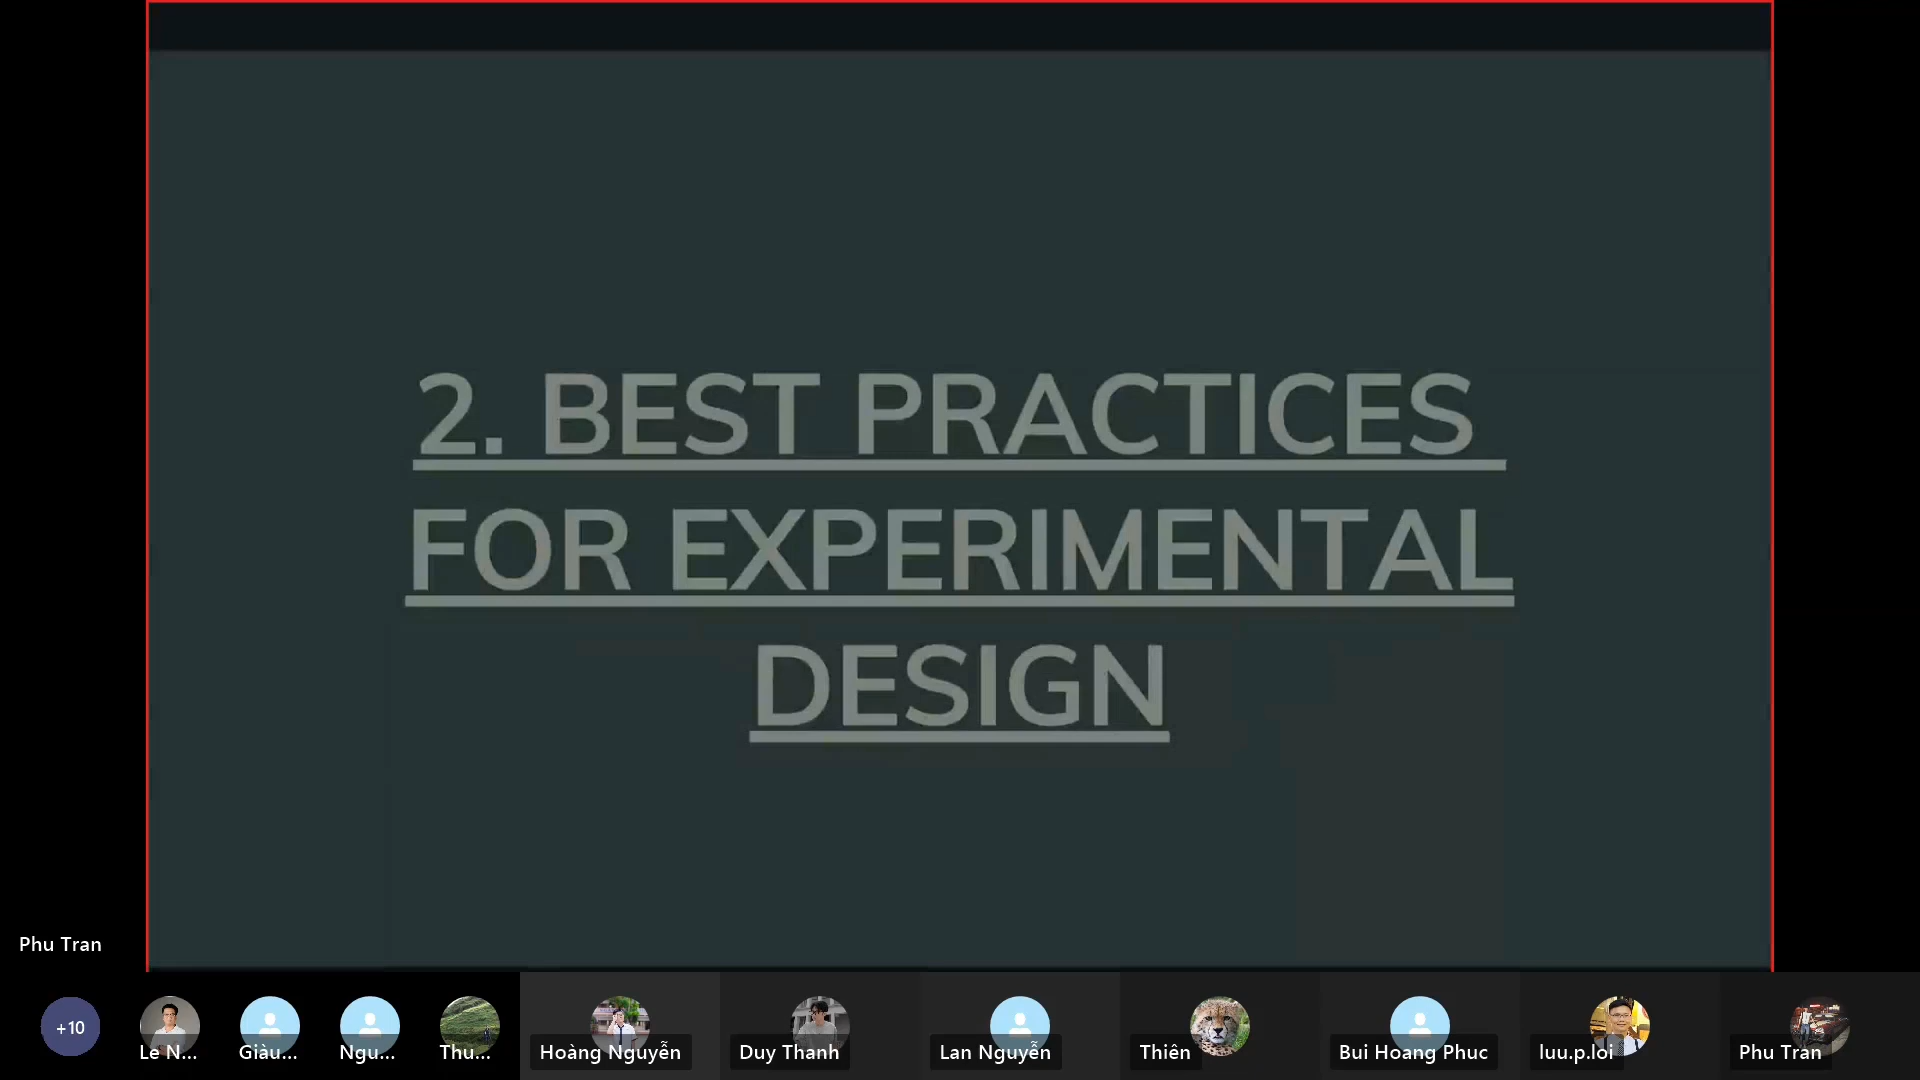 2. BEST PRACTICES
FOR EXPERIMENTAL
DESIGN
Phu Tran
+10
Le N...
Giàu...
Ngu...
Thu...
Hoàng Nguyễn
Duy Thanh
Lan Nguyễn
Thiên
Bui Hoang Phuc
luu.p.loi
Phu Tran